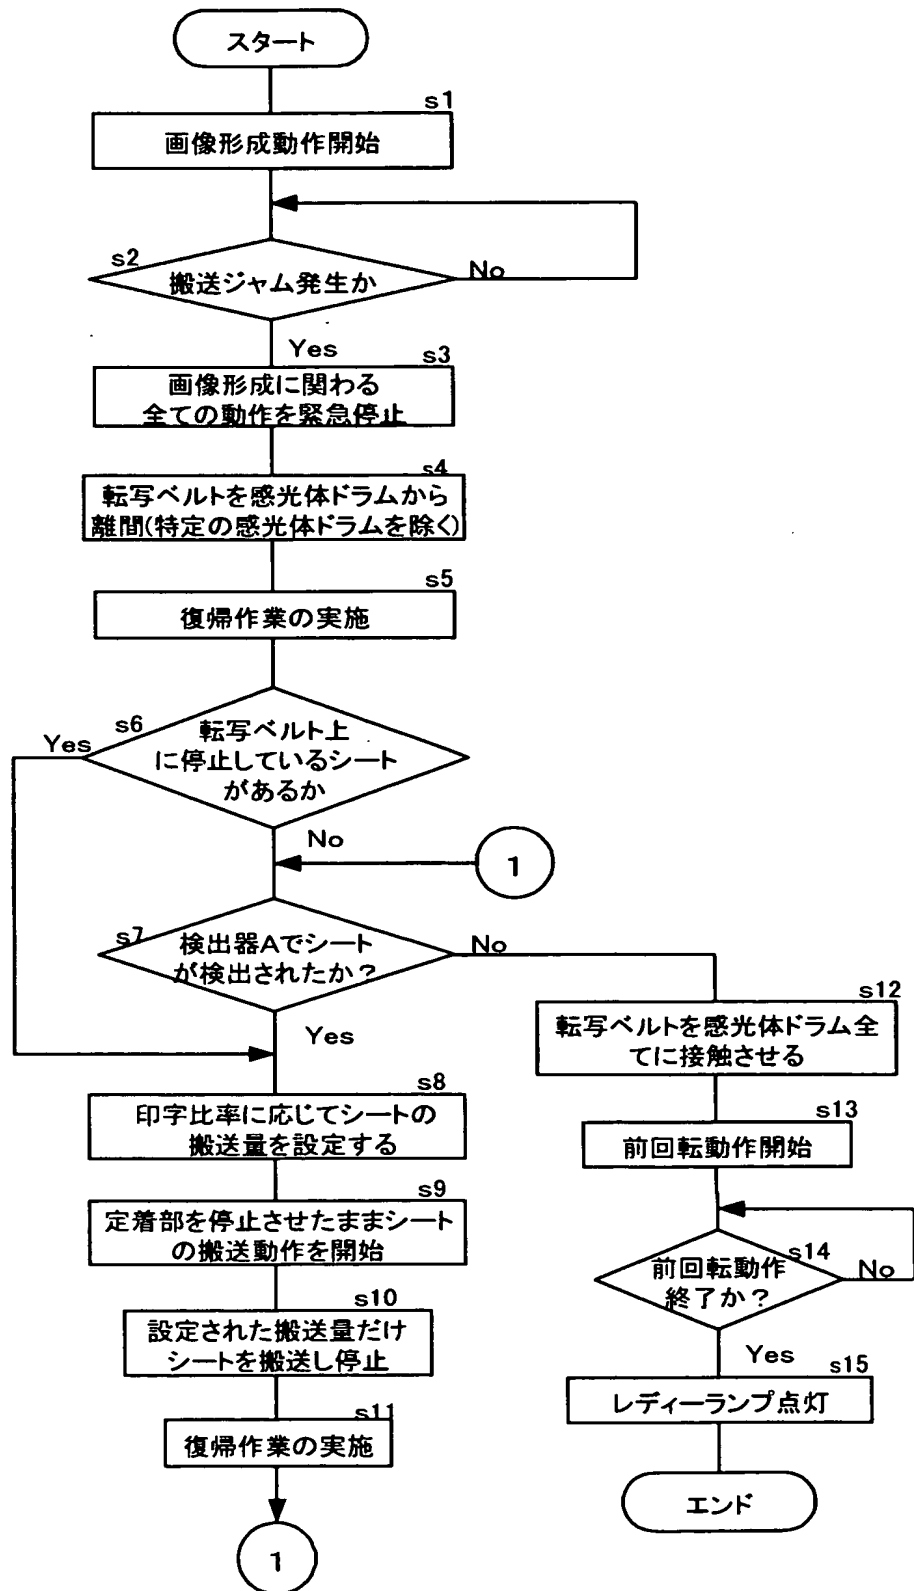 スタート
s1
画像形成動作開始
s2
搬送ジャム発生か
No
Yes
s3
画像形成に関わる
全ての動作を緊急停止
s4
転写ベルトを感光体ドラムから
離間(特定の感光体ドラムを除く)
s5
復帰作業の実施
s6
転写ベルト上
に停止しているシート
があるか
Yes
No
1
s7
検出器Aでシート
が検出されたか?
No
Yes
s8
印字比率に応じてシートの
搬送量を設定する
s9
定着部を停止させたままシート
の搬送動作を開始
s10
設定された搬送量だけ
シートを搬送し停止
s11
復帰作業の実施
1
s12
転写ベルトを感光体ドラム全
てに接触させる
s13
前回転動作開始
s14
前回転動作
終了か?
No
Yes
s15
レディーランプ点灯
エンド